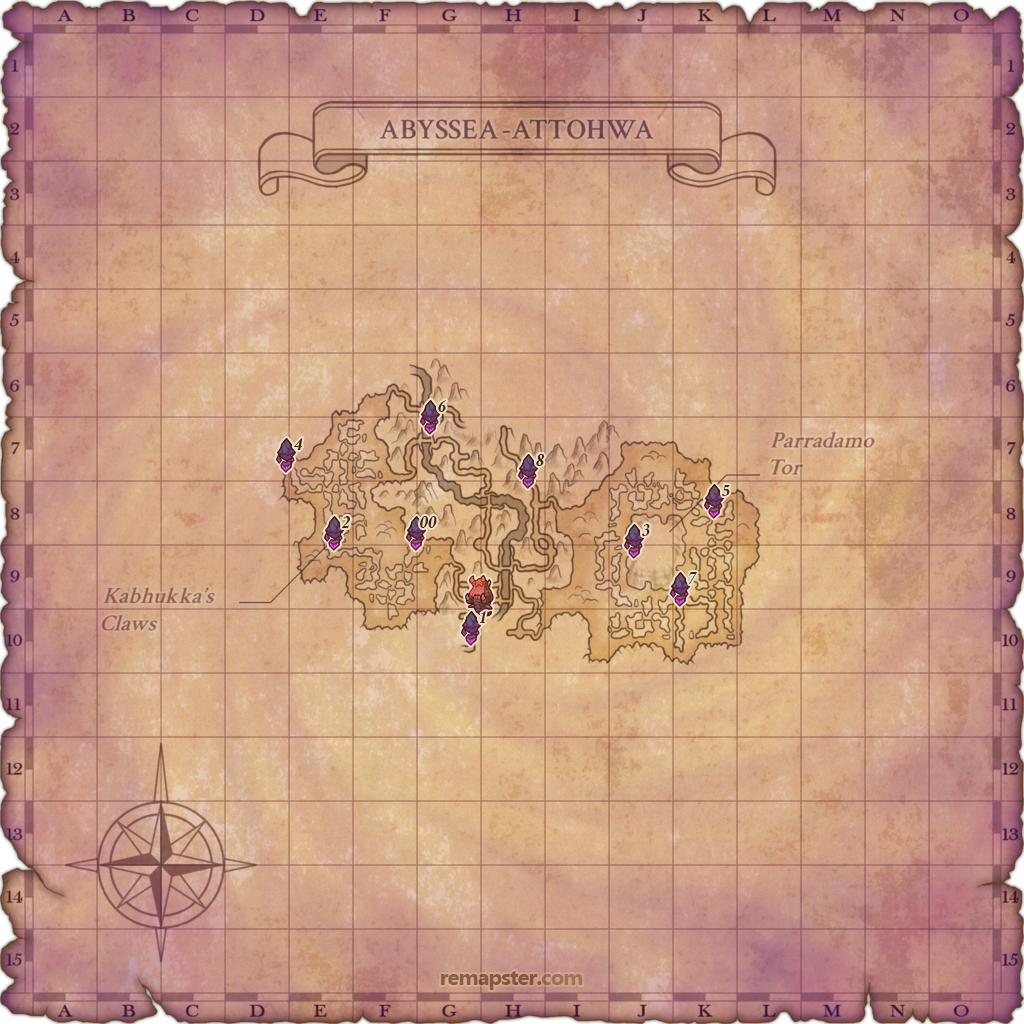 A B C D E F G H I J K L M N O
1 1
ABYSSEA - ATTOHWA
2 2
3 3
4 4
5 5
6 6
6
7 4 8 Parradamo 7
Tor
5
8 2 00 3 8
9 7 9
Kabhukka's
Claws
1
10 10
11 11
12 12
13 13
14 14
15 15
remapster.com
A B C D E F G H I J K L M N O